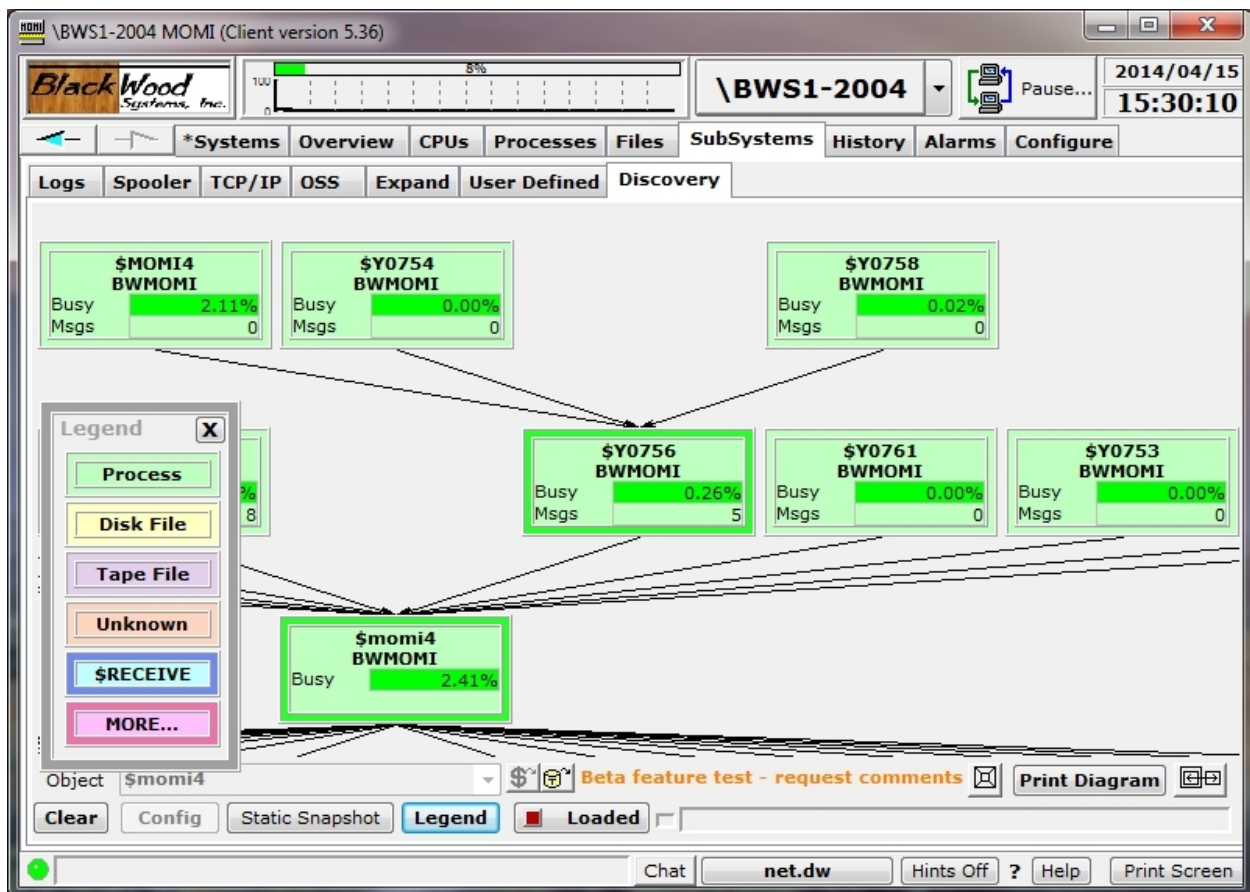 \BWS1-2004 MOMI (Client version 5.36)
BlackWood
Systems, Inc.
100
0
8%
\BWS1-2004
Pause...
2014/04/15
15:30:10
*Systems Overview CPUs Processes Files SubSystems History Alarms Configure
Logs Spooler TCP/IP OSS Expand User Defined Discovery
$MOMI4
BWMOMI
Busy 2.11%
Msgs 0
$Y0754
BWMOMI
Busy 0.00%
Msgs 0
$Y0758
BWMOMI
Busy 0.02%
Msgs 0
Legend X
Process
Disk File
Tape File
Unknown
$RECEIVE
MORE...
%
8
$Y0756
BWMOMI
Busy 0.26%
Msgs 5
$Y0761
BWMOMI
Busy 0.00%
Msgs 0
$Y0753
BWMOMI
Busy 0.00%
Msgs 0
$momi4
BWMOMI
Busy 2.41%
Object $momi4 Beta feature test - request comments Print Diagram
Clear Config Static Snapshot Legend Loaded
Chat net.dw Hints Off ? Help Print Screen